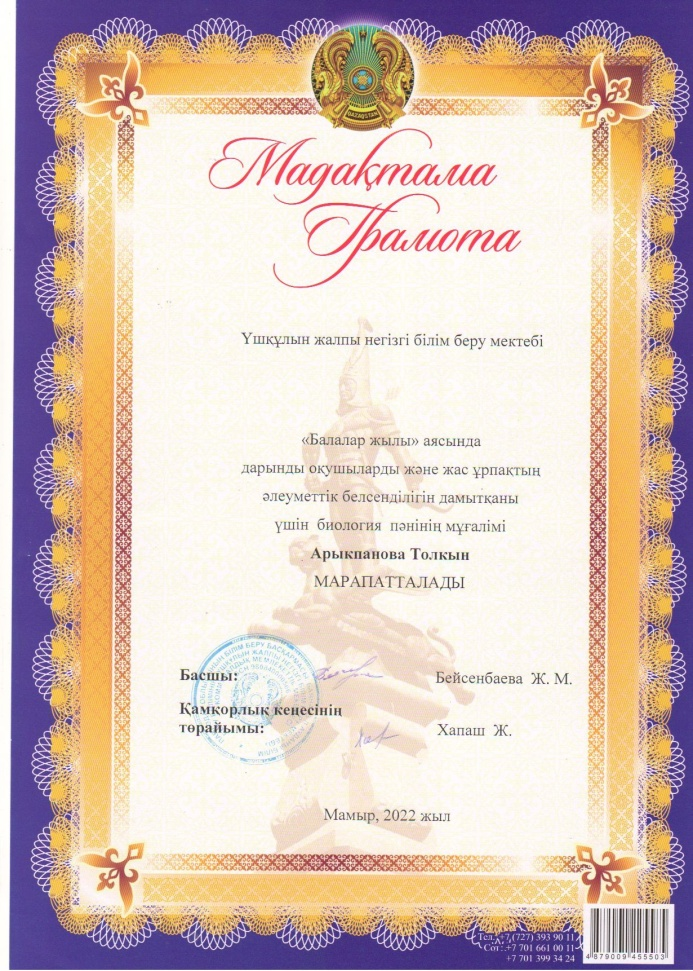 QAZAQSTAN
Мадақтама
Грамота
Үшқұлын жалпы негізгі білім беру мектебі
«Балалар жылы» аясында
дарынды оқушыларды және жас ұрпақтың
әлеуметтік белсенділігін дамытқаны
үшін биология пәнінің мұғалімі
Арыкпанова Толкын
МАРАПАТТАЛАДЫ
Басшы: Бейсенбаева Ж. М.
Қамқорлық кеңесінің
төрайымы: Хапаш Ж.
Мамыр, 2022 жыл
Тел.: +7 (727) 393 90 11
Сот.: +7 701 661 00 11
+7 701 399 34 24
4 879009 455503